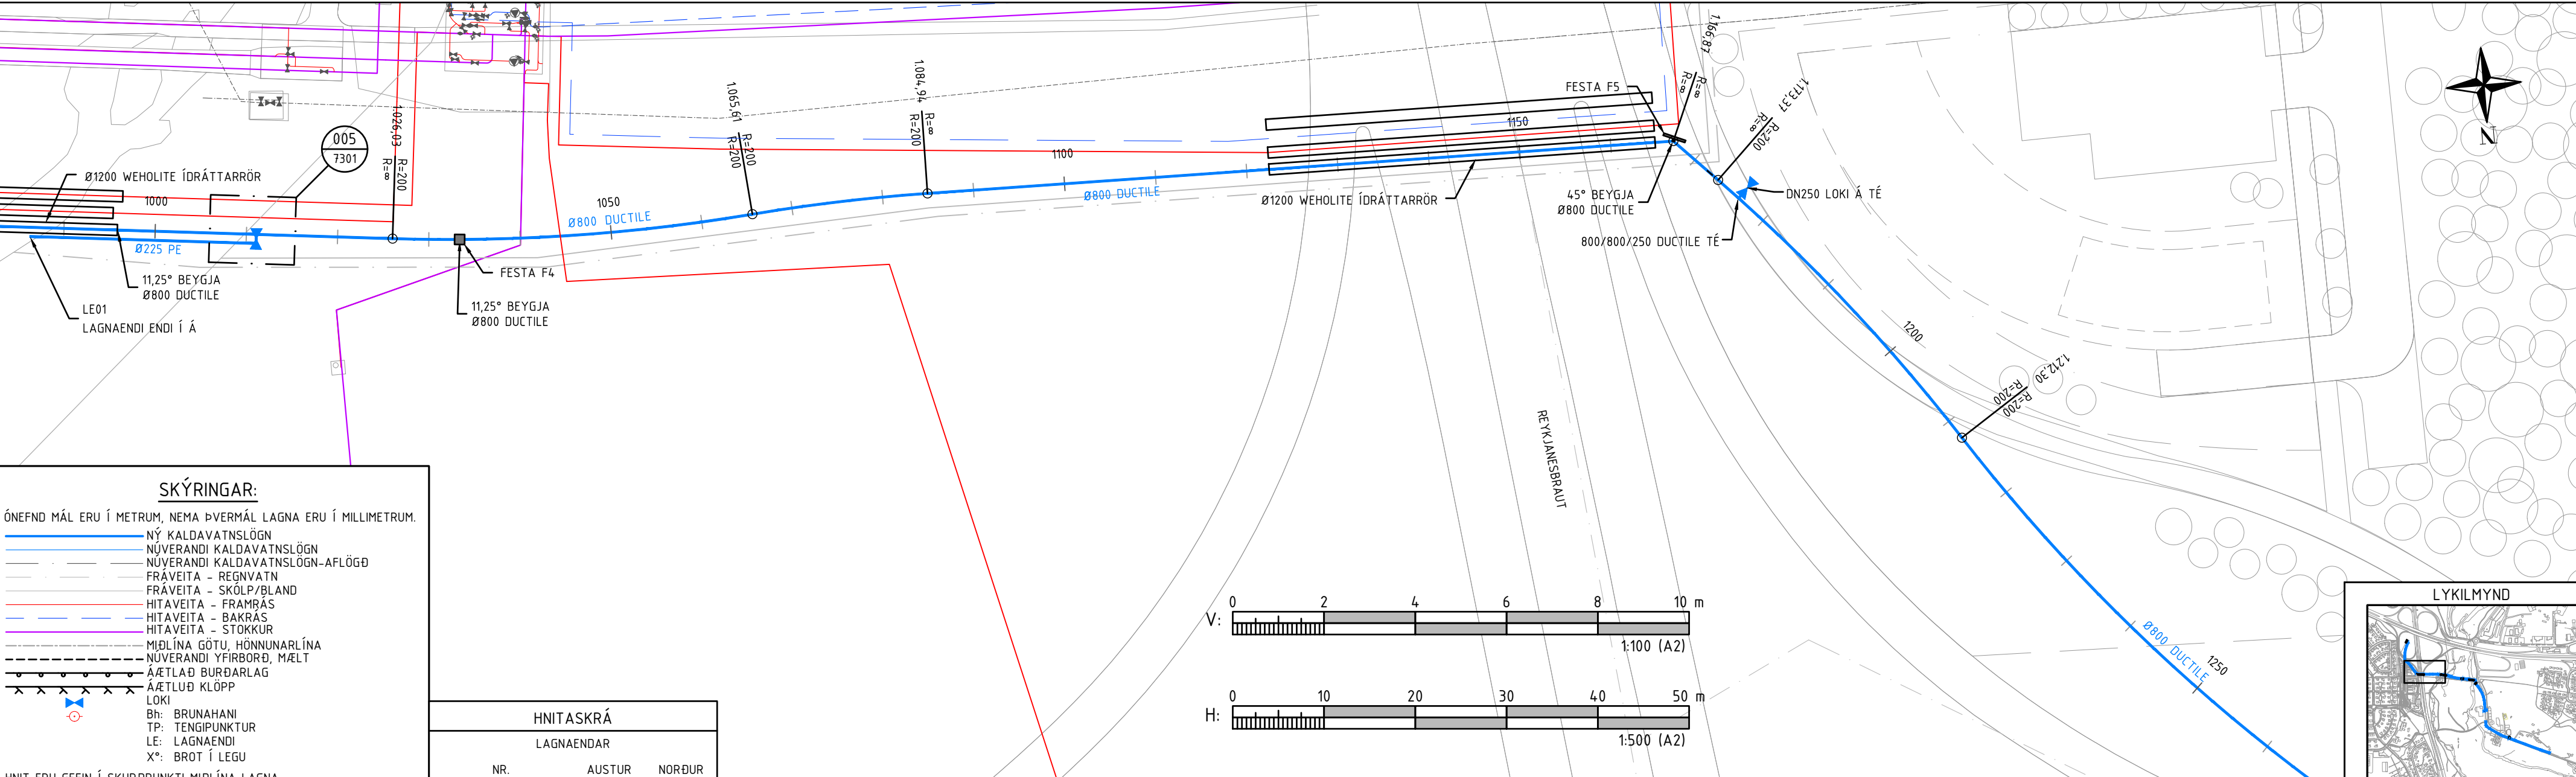 1.166,87
R=∞
R=∞
1.173,37
R=∞
R=200
FESTA F5
1.084,94
R=∞
R=200
1.065,61
R=200
R=200
1.026,03
R=200
R=∞
005
7301
1150
1100
1050
1000
Ø1200 WEHOLITE ÍDRÁTTARRÖR
Ø800 DUCTILE
Ø800 DUCTILE
Ø225 PE
Ø1200 WEHOLITE ÍDRÁTTARRÖR
45° BEYGJA
Ø800 DUCTILE
DN250 LOKI Á TÉ
800/800/250 DUCTILE TÉ
N
11,25° BEYGJA
Ø800 DUCTILE
FESTA F4
11,25° BEYGJA
Ø800 DUCTILE
LE01
LAGNAENDI ENDI Í Á
1200
1.212,30
R=200
R=200
REYKJANESBRAUT
Ø800 DUCTILE
1250
SKÝRINGAR:
ÓNEFND MÁL ERU Í METRUM, NEMA ÞVERMÁL LAGNA ERU Í MILLIMETRUM.
NÝ KALDAVATNSLÖGN
NÚVERANDI KALDAVATNSLÖGN
NÚVERANDI KALDAVATNSLÖGN-AFLÖGÐ
FRÁVEITA - REGNVATN
FRÁVEITA - SKÓLP/BLAND
HITAVEITA - FRAMRÁS
HITAVEITA - BAKRÁS
HITAVEITA - STOKKUR
MIÐLÍNA GÖTU, HÖNNUNARLÍNA
NÚVERANDI YFIRBORÐ, MÆLT
ÁÆTLAÐ BURÐARLAG
ÁÆTLUÐ KLÖPP
LOKI
Bh: BRUNAHANI
TP: TENGIPUNKTUR
LE: LAGNAENDI
X°: BROT Í LEGU
HNIT ERU GEFIN Í SKURÐPUNKTI MIÐLÍNA LAGNA
HNITASKRÁ
LAGNAENDAR
NR. AUSTUR NORÐUR
V: 0 2 4 6 8 10 m
1:100 (A2)
H: 0 10 20 30 40 50 m
1:500 (A2)
LYKILMYND